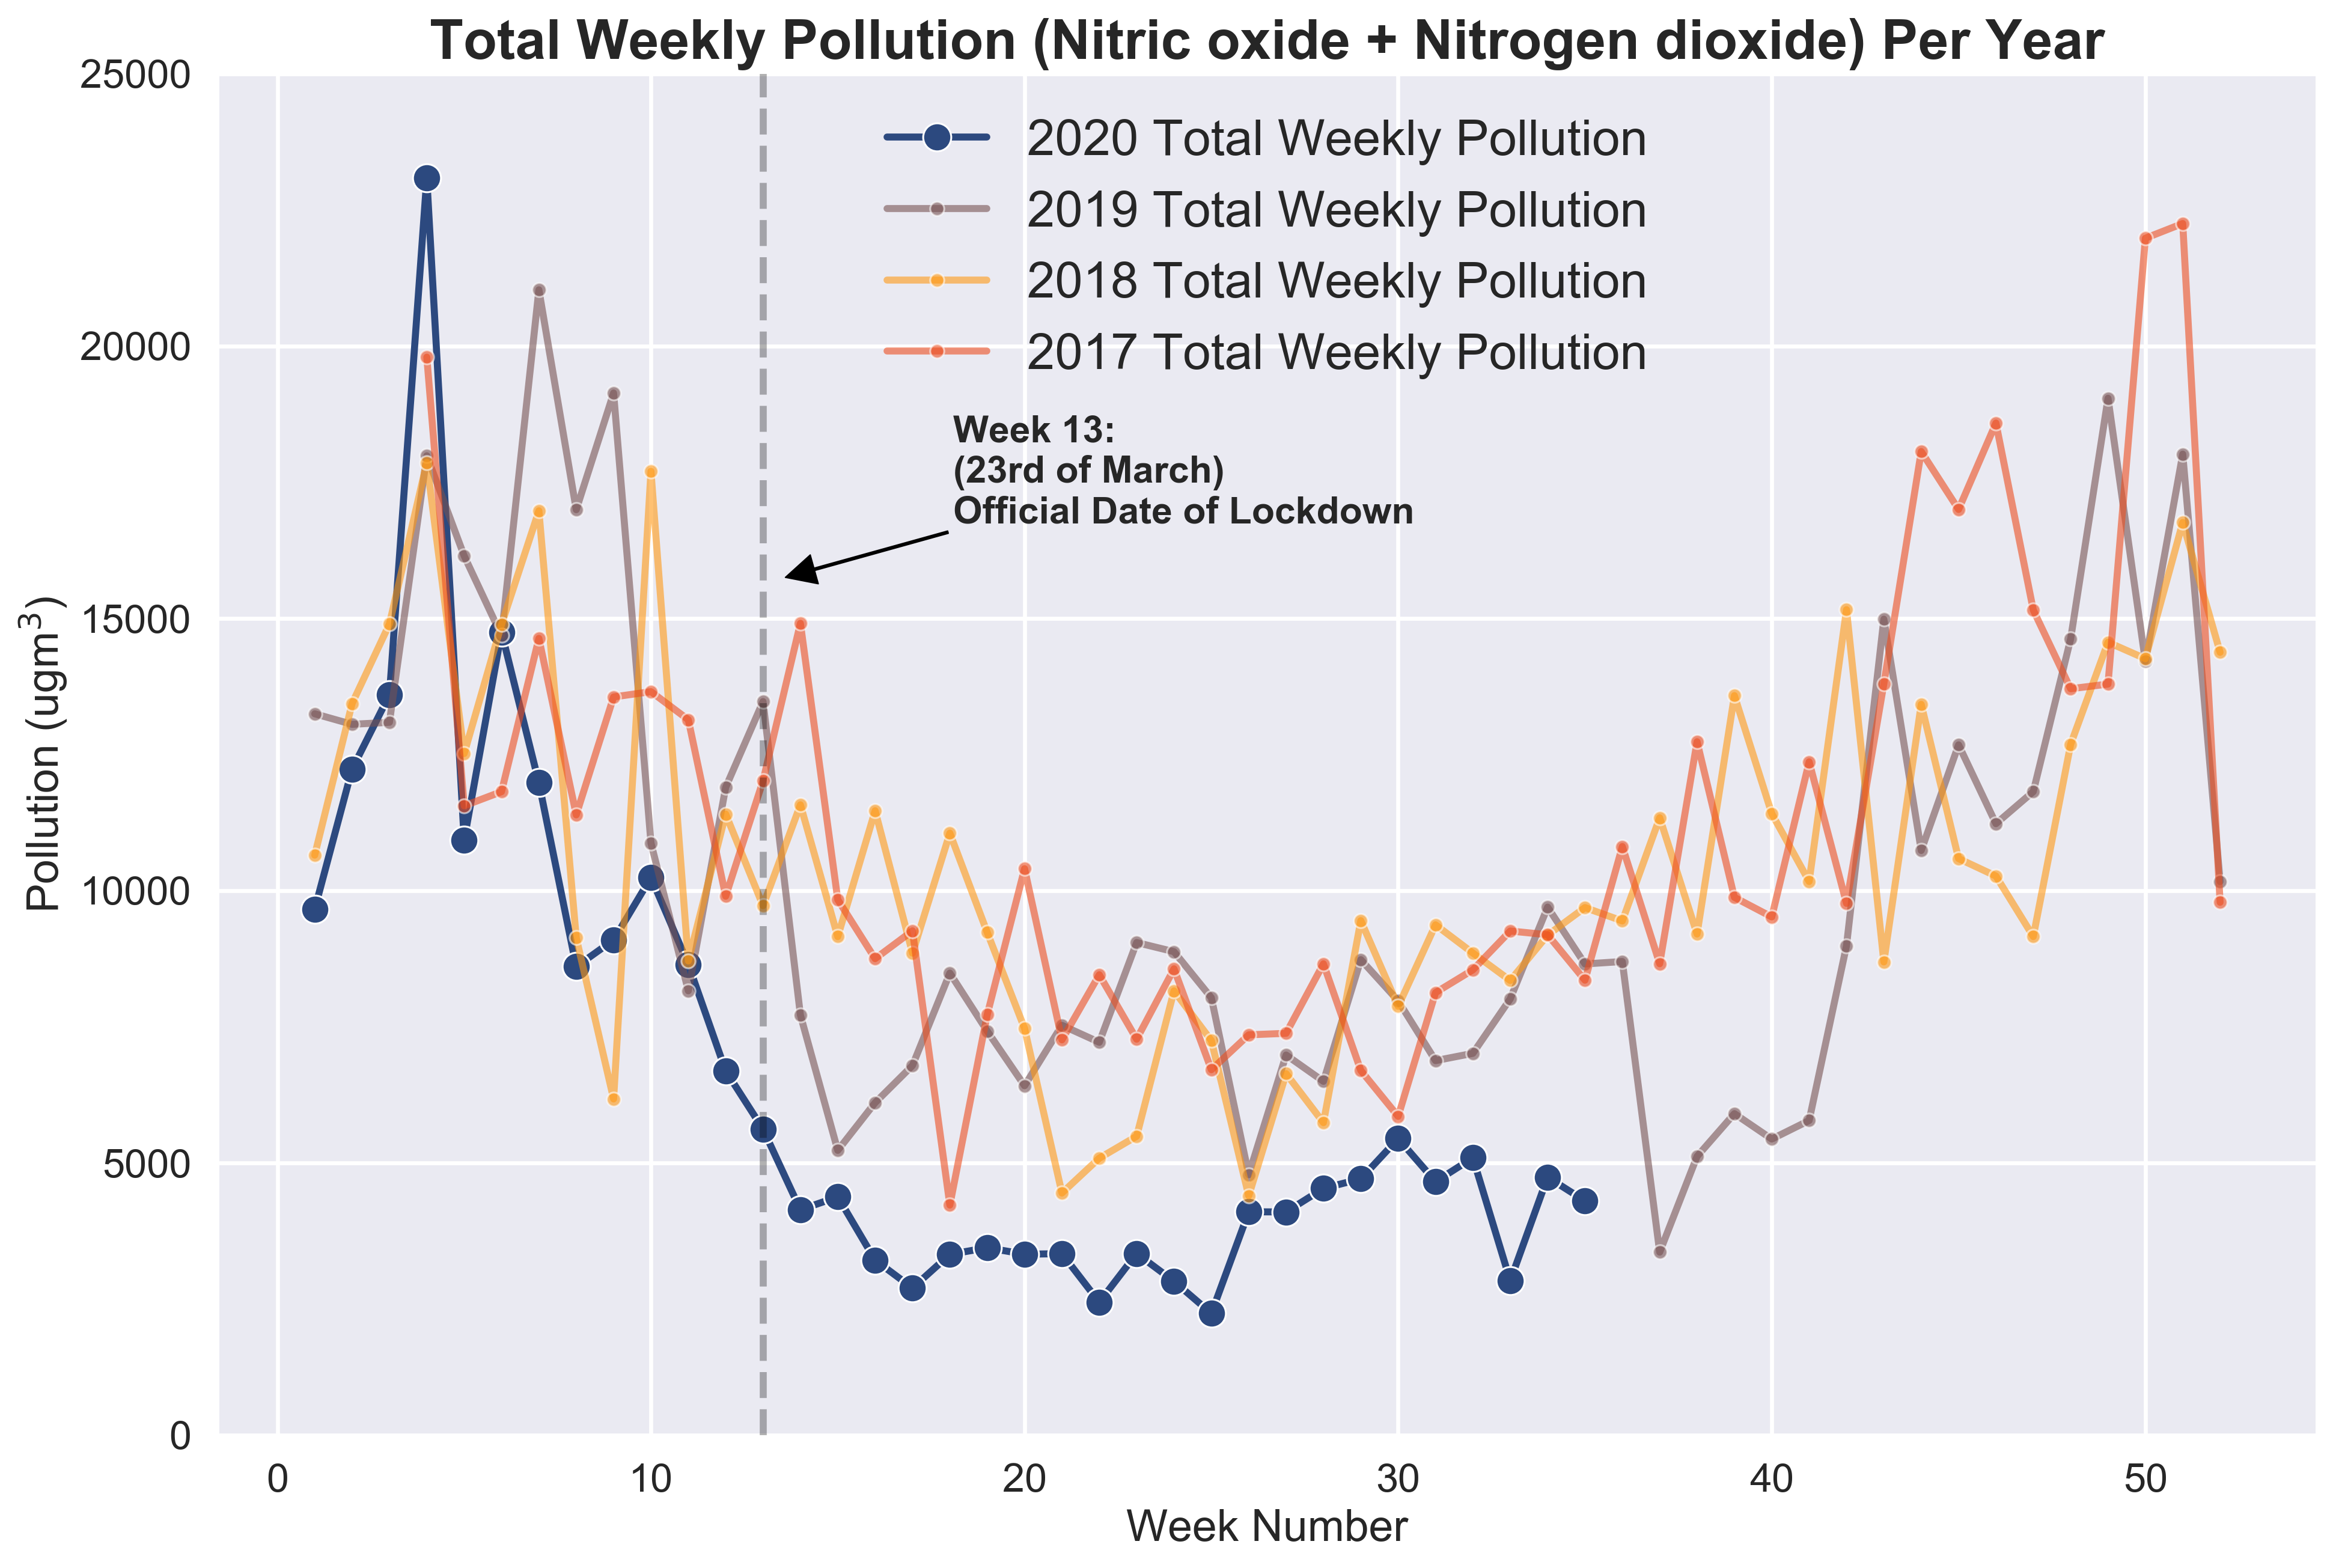 Total Weekly Pollution (Nitric oxide + Nitrogen dioxide) Per Year
25000
20000
15000
10000
5000
0
Pollution (ugm³)
2020 Total Weekly Pollution
2019 Total Weekly Pollution
2018 Total Weekly Pollution
2017 Total Weekly Pollution
Week 13:
(23rd of March)
Official Date of Lockdown
0 10 20 30 40 50
Week Number